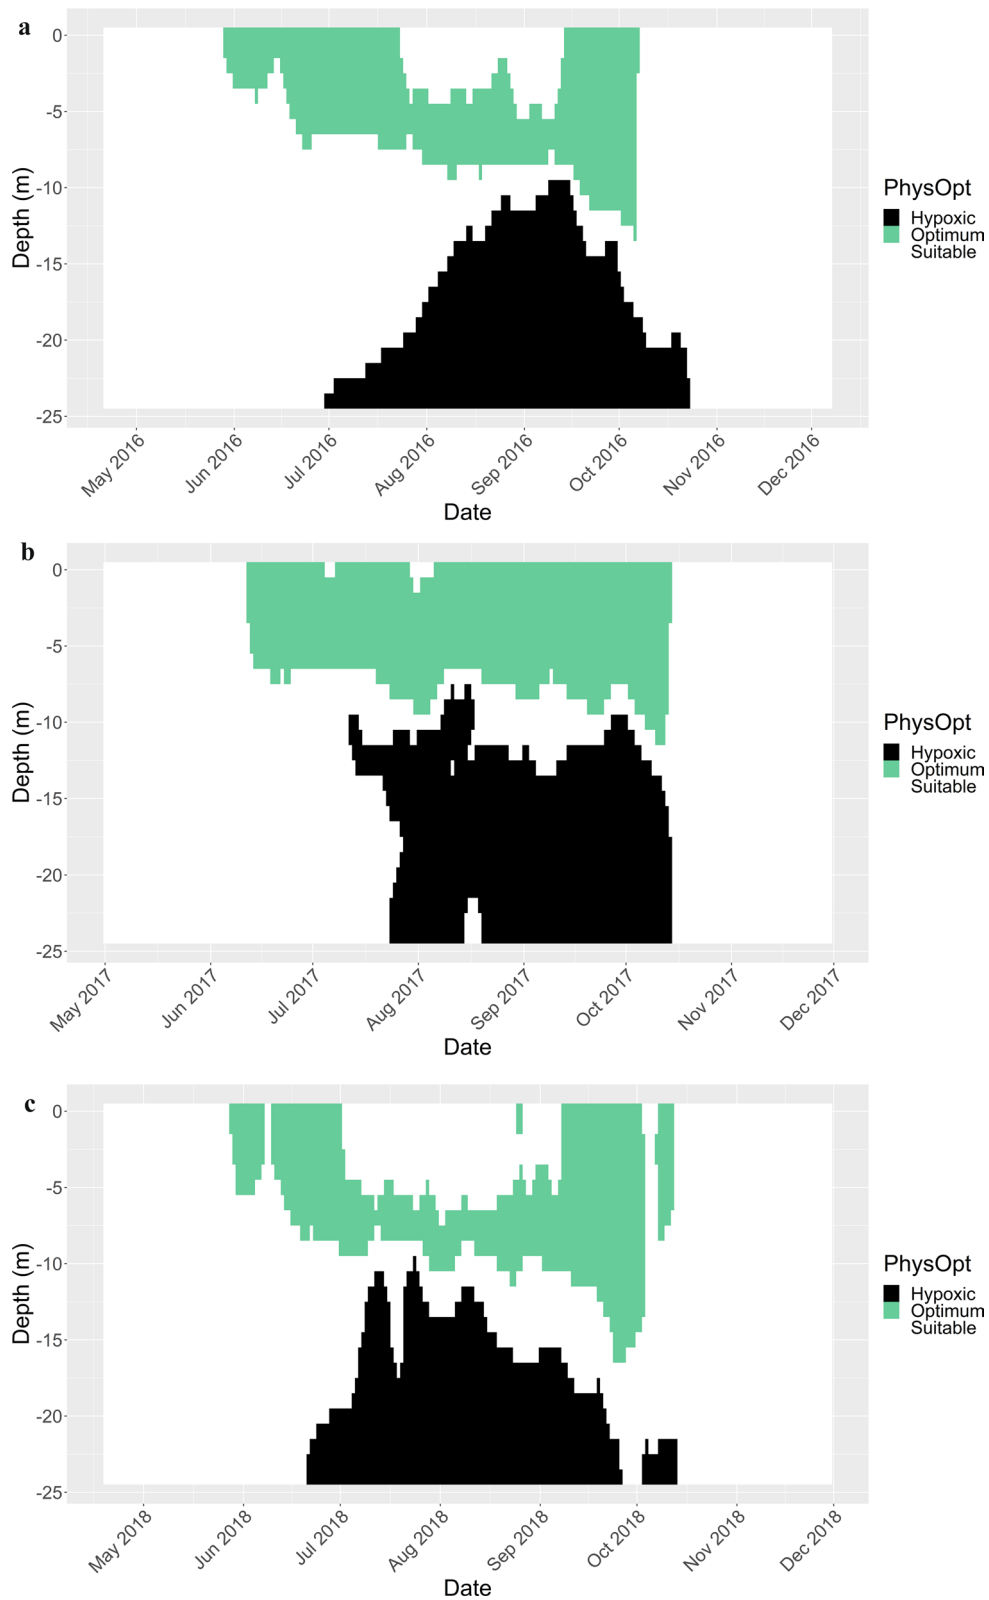 a
0
-5
-10
-15
-20
-25
Depth (m)
May 2016
Jun 2016
Jul 2016
Aug 2016
Sep 2016
Oct 2016
Nov 2016
Dec 2016
Date
PhysOpt
Hypoxic
Optimum
Suitable
b
0
-5
-10
-15
-20
-25
Depth (m)
May 2017
Jun 2017
Jul 2017
Aug 2017
Sep 2017
Oct 2017
Nov 2017
Dec 2017
Date
PhysOpt
Hypoxic
Optimum
Suitable
c
0
-5
-10
-15
-20
-25
Depth (m)
May 2018
Jun 2018
Jul 2018
Aug 2018
Sep 2018
Oct 2018
Nov 2018
Dec 2018
Date
PhysOpt
Hypoxic
Optimum
Suitable